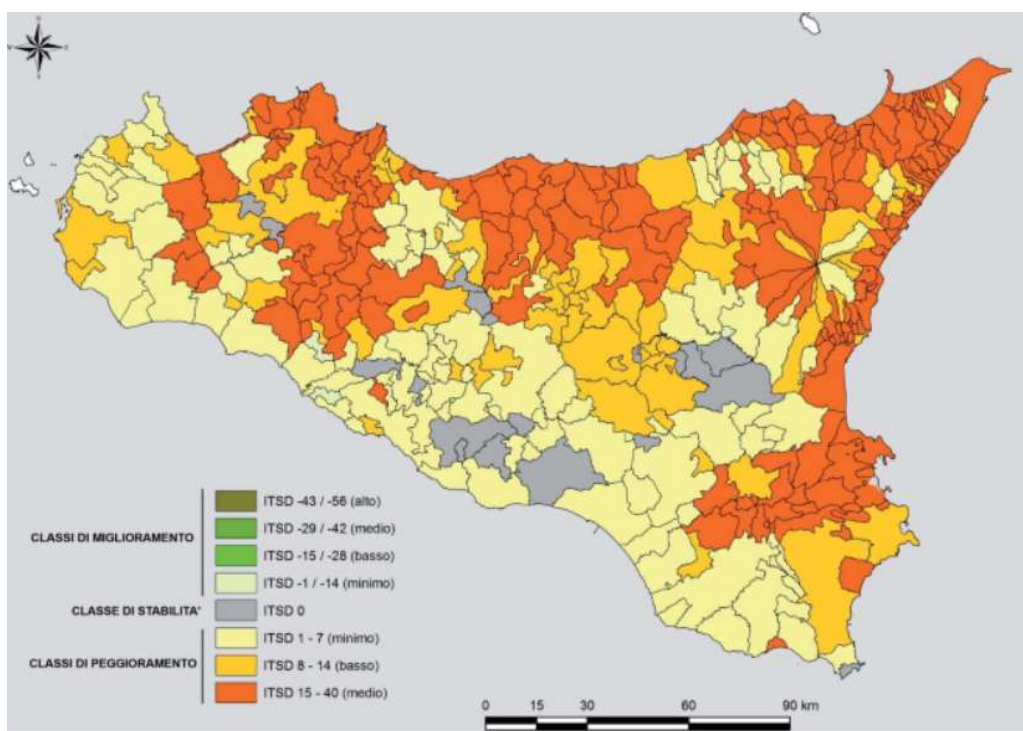 N
CLASSI DI MIGLIORAMENTO
ITSD -43 / -56 (alto)
ITSD -29 / -42 (medio)
ITSD -15 / -28 (basso)
ITSD -1 / -14 (minimo)
CLASSE DI STABILITA'
ITSD 0
CLASSI DI PEGGIORAMENTO
ITSD 1 - 7 (minimo)
ITSD 8 - 14 (basso)
ITSD 15 - 40 (medio)
0 15 30 60 90 km